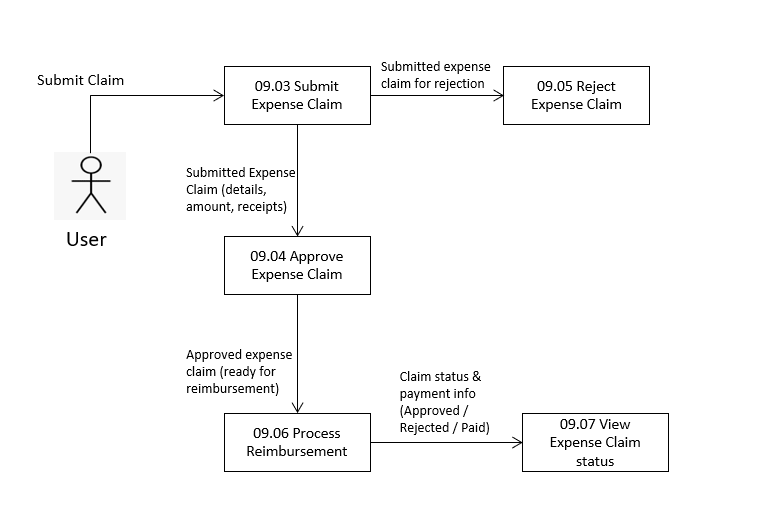 Submit Claim
09.03 Submit
Expense Claim
Submitted expense
claim for rejection
09.05 Reject
Expense Claim
User
Submitted Expense
Claim (details,
amount, receipts)
09.04 Approve
Expense Claim
Approved expense
claim (ready for
reimbursement)
Claim status &
payment info
(Approved /
Rejected / Paid)
09.06 Process
Reimbursement
09.07 View
Expense Claim
status